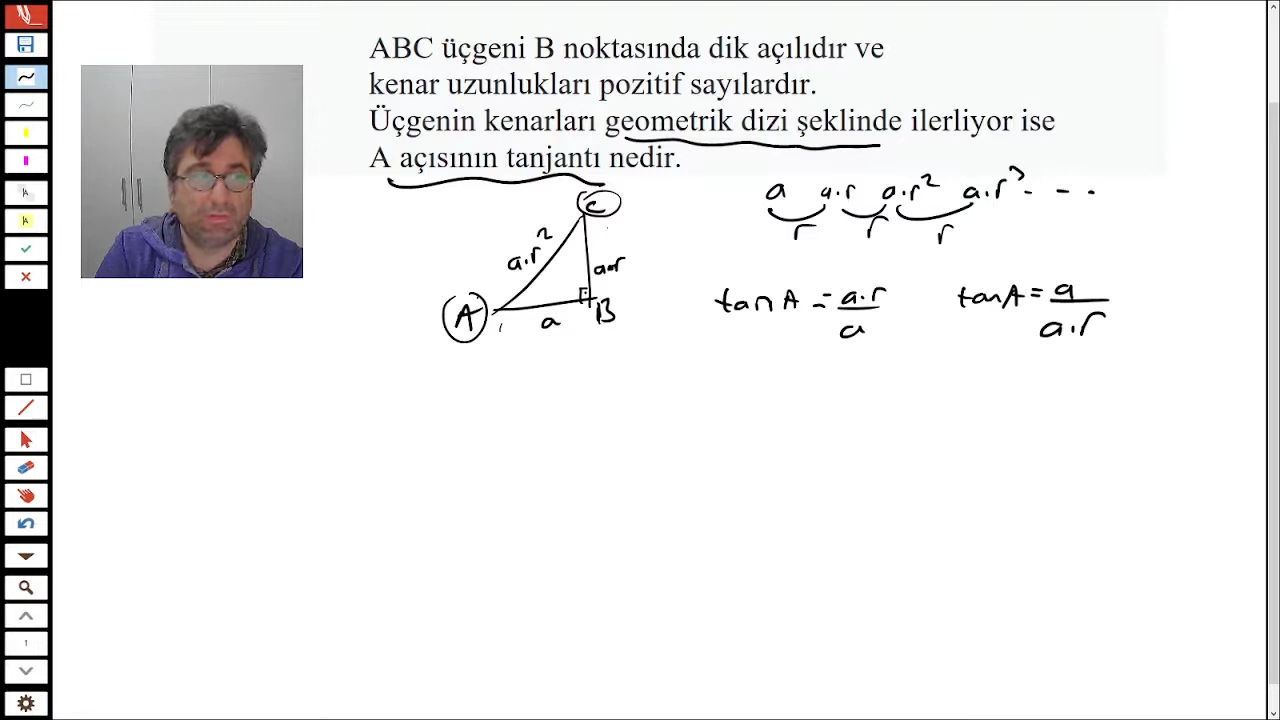 ABC üçgeni B noktasında dik açılıdır ve
kenar uzunlukları pozitif sayılardır.
Üçgenin kenarları geometrik dizi şeklinde ilerliyor ise
A açısının tanjantı nedir.
a a.r a.r² a.r³ - - -
r r r
C
a.r²
a.r
A
a
B
tanA = a.r/a
tanA = a/a.r
1